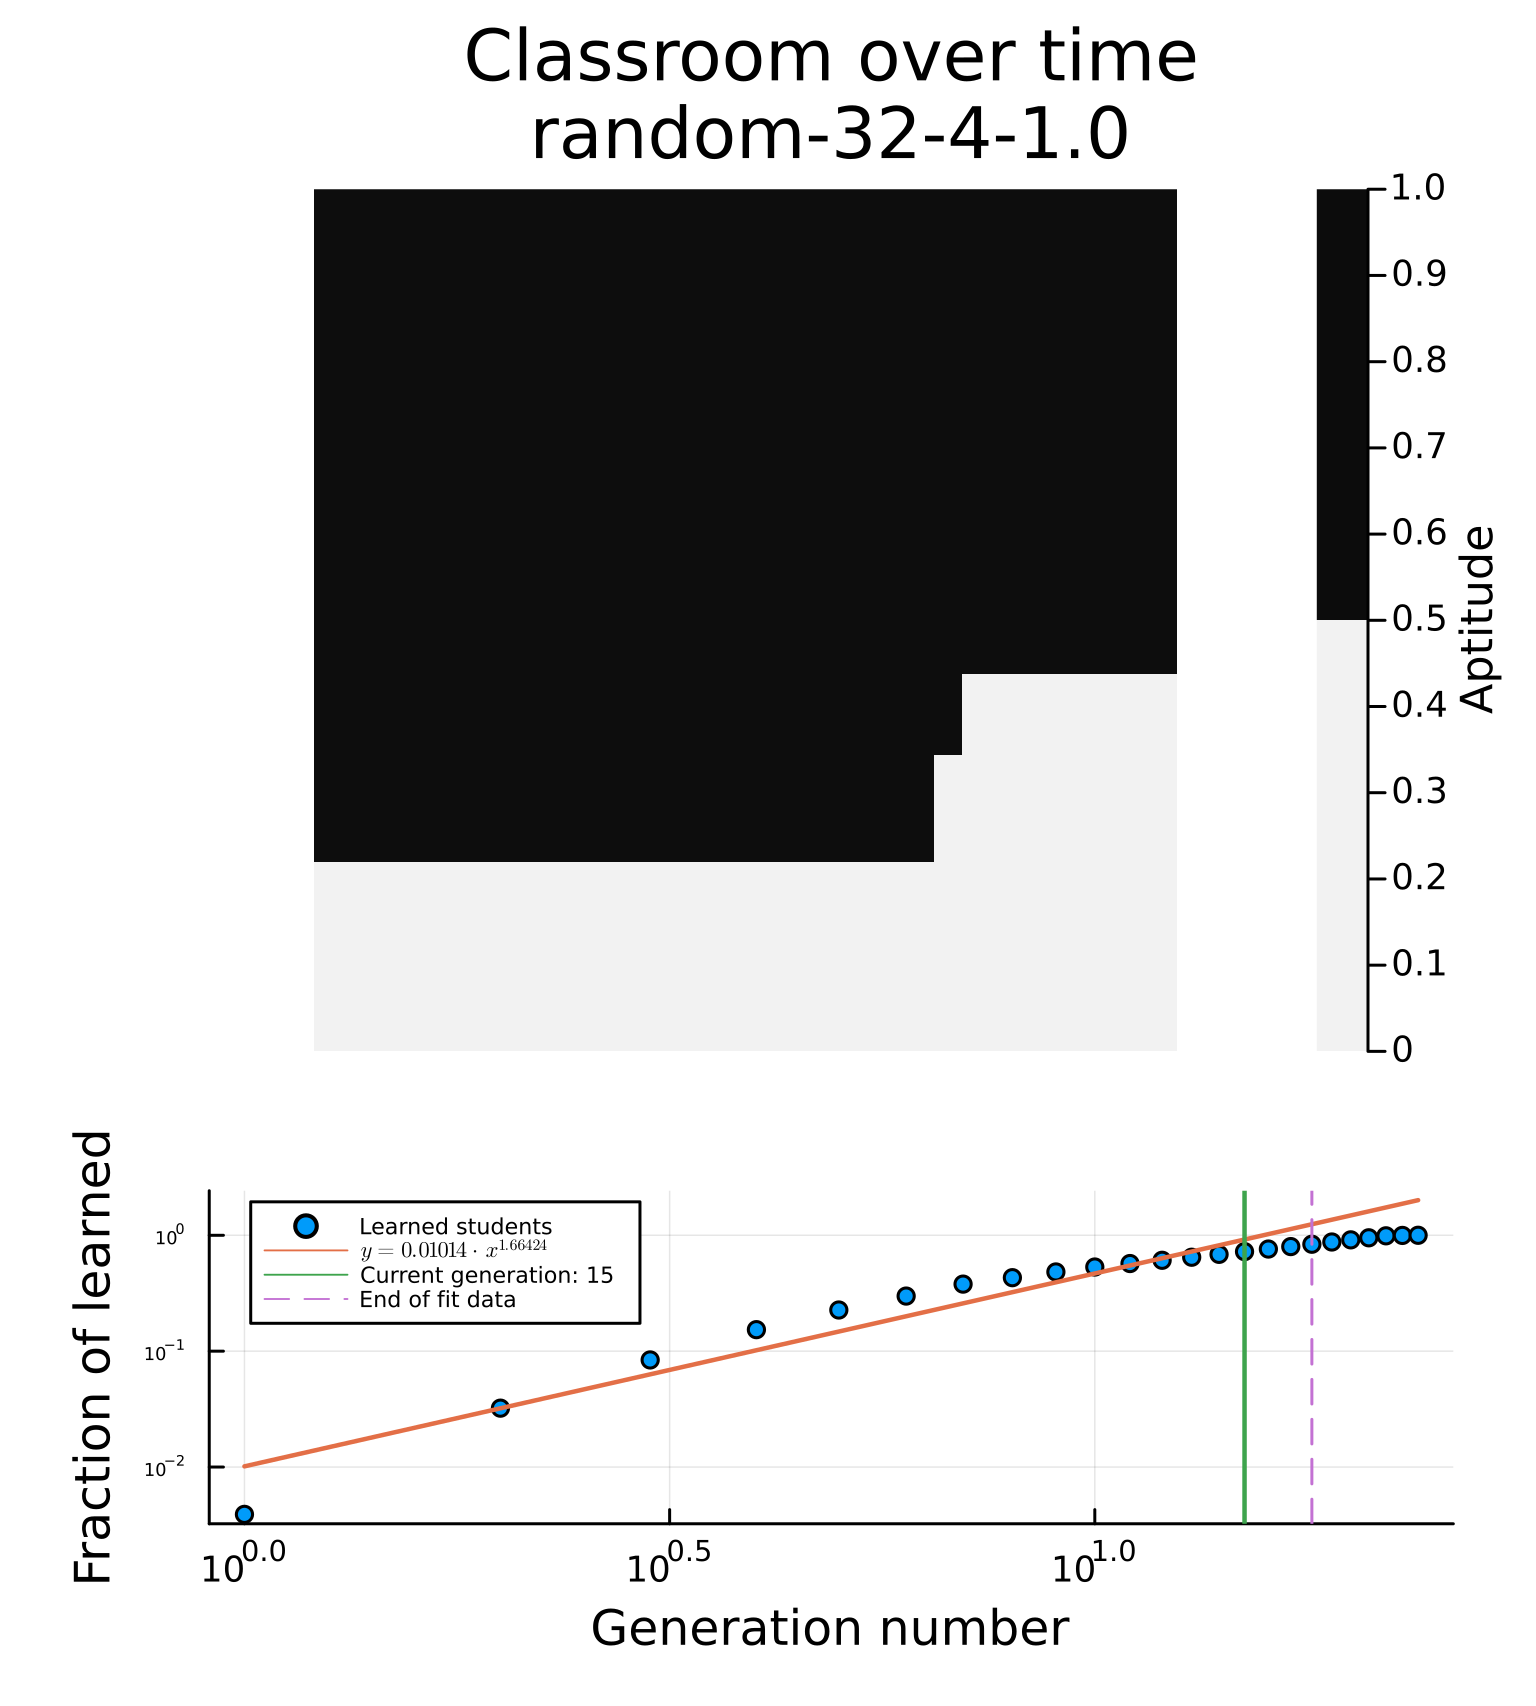 Classroom over time
random-32-4-1.0
1.0
0.9
0.8
0.7
0.6
0.5
0.4
0.3
0.2
0.1
0
Aptitude
Fraction of learned
10^0
10^−1
10^−2
Learned students
y = 0.01014 · x^1.66424
Current generation: 15
End of fit data
10^0.0 10^0.5 10^1.0
Generation number